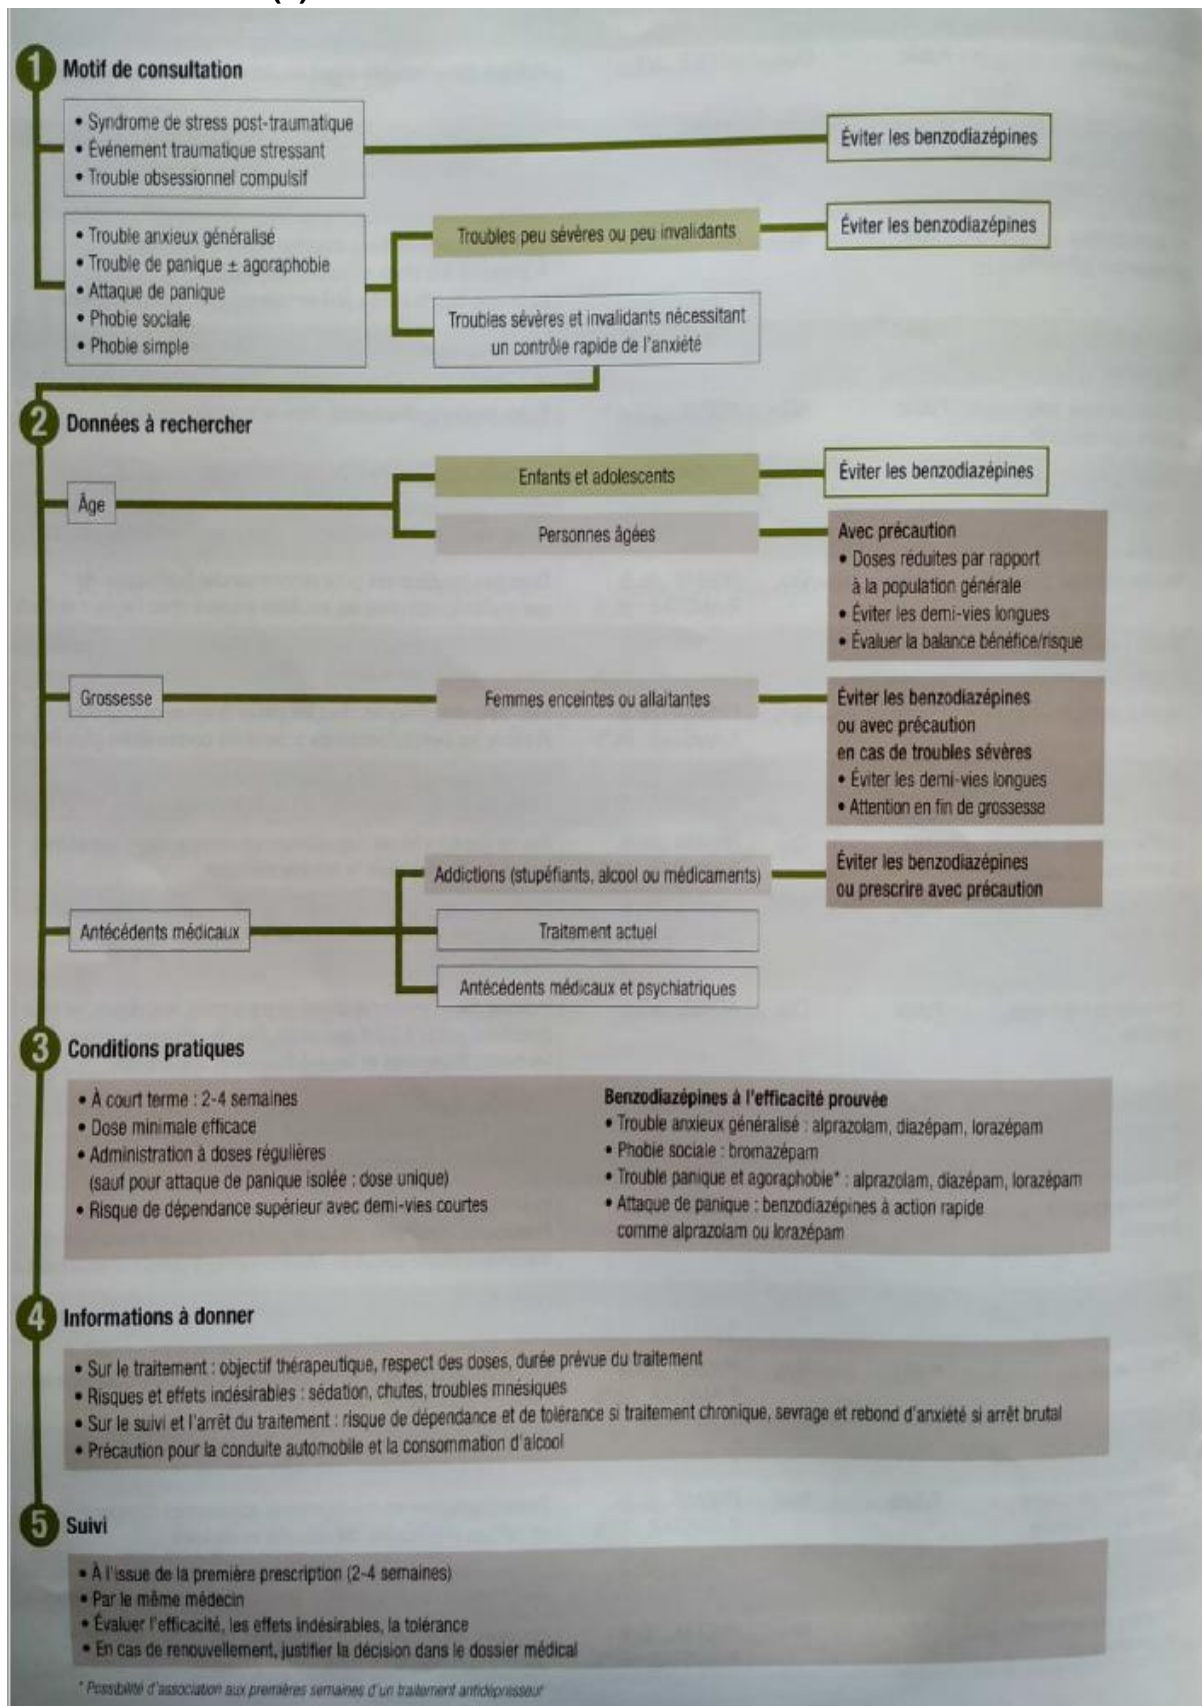 1 Motif de consultation
• Syndrome de stress post-traumatique
• Événement traumatique stressant
• Trouble obsessionnel compulsif
Éviter les benzodiazépines
• Trouble anxieux généralisé
• Trouble de panique ± agoraphobie
• Attaque de panique
• Phobie sociale
• Phobie simple
Troubles peu sévères ou peu invalidants
Éviter les benzodiazépines
Troubles sévères et invalidants nécessitant
un contrôle rapide de l'anxiété
2 Données à rechercher
Âge
Enfants et adolescents
Éviter les benzodiazépines
Personnes âgées
Avec précaution
• Doses réduites par rapport
à la population générale
• Éviter les demi-vies longues
• Évaluer la balance bénéfice/risque
Grossesse
Femmes enceintes ou allaitantes
Éviter les benzodiazépines
ou avec précaution
en cas de troubles sévères
• Éviter les demi-vies longues
• Attention en fin de grossesse
Antécédents médicaux
Addictions (stupéfiants, alcool ou médicaments)
Éviter les benzodiazépines
ou prescrire avec précaution
Traitement actuel
Antécédents médicaux et psychiatriques
3 Conditions pratiques
• À court terme : 2-4 semaines
• Dose minimale efficace
• Administration à doses régulières
(sauf pour attaque de panique isolée : dose unique)
• Risque de dépendance supérieur avec demi-vies courtes
Benzodiazépines à l'efficacité prouvée
• Trouble anxieux généralisé : alprazolam, diazépam, lorazépam
• Phobie sociale : bromazépam
• Trouble panique et agoraphobie* : alprazolam, diazépam, lorazépam
• Attaque de panique : benzodiazépines à action rapide
comme alprazolam ou lorazépam
4 Informations à donner
• Sur le traitement : objectif thérapeutique, respect des doses, durée prévue du traitement
• Risques et effets indésirables : sédation, chutes, troubles mnésiques
• Sur le suivi et l'arrêt du traitement : risque de dépendance et de tolérance si traitement chronique, sevrage et rebond d'anxiété si arrêt brutal
• Précaution pour la conduite automobile et la consommation d'alcool
5 Suivi
• À l'issue de la première prescription (2-4 semaines)
• Par le même médecin
• Évaluer l'efficacité, les effets indésirables, la tolérance
• En cas de renouvellement, justifier la décision dans le dossier médical
* Possibilité d'association aux premières semaines d'un traitement antidépresseur